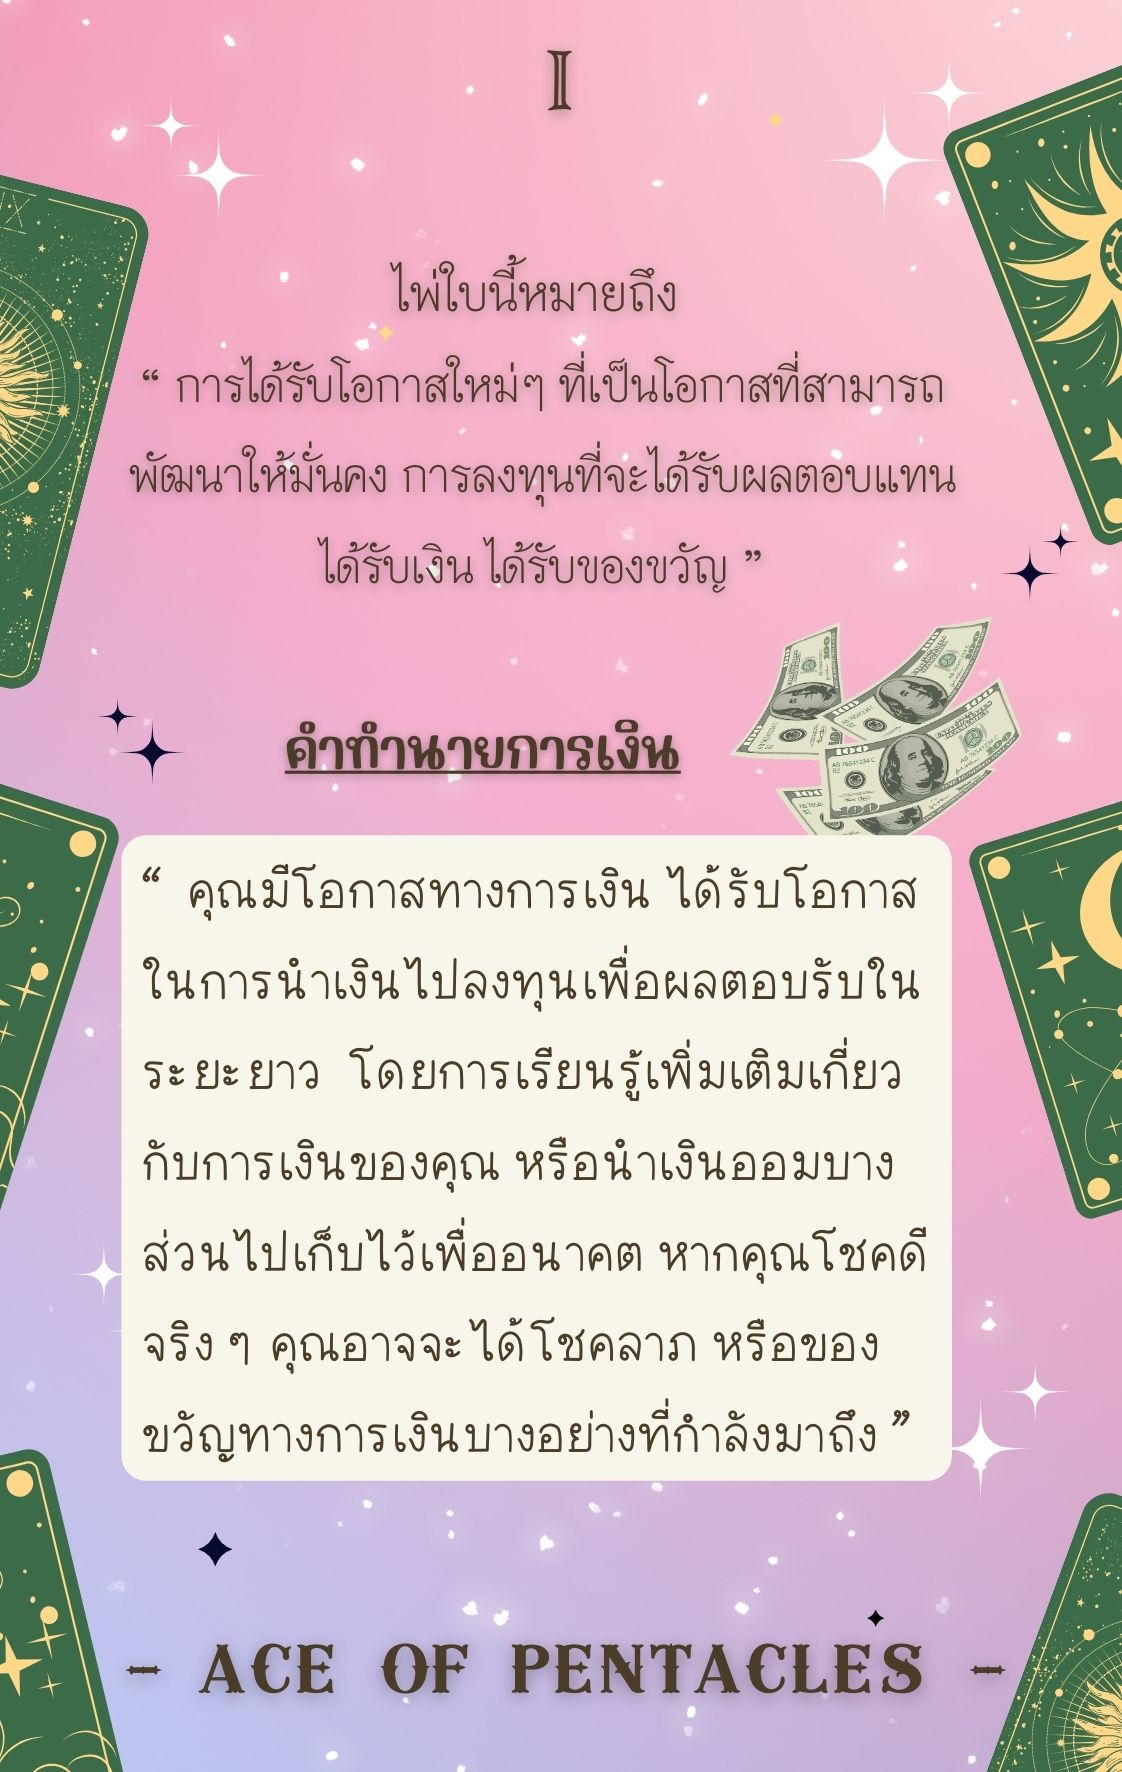 I
ไพ่ใบนี้หมายถึง
“ การได้รับโอกาสใหม่ๆ ที่เป็นโอกาสที่สามารถ
พัฒนาให้มั่นคง การลงทุนที่จะได้รับผลตอบแทน
ได้รับเงิน ได้รับของขวัญ ”
คำทำนายการเงิน
“ คุณมีโอกาสทางการเงิน ได้รับโอกาส
ในการนำเงินไปลงทุนเพื่อผลตอบรับใน
ระยะยาว โดยการเรียนรู้เพิ่มเติมเกี่ยว
กับการเงินของคุณ หรือนำเงินออมบาง
ส่วนไปเก็บไว้เพื่ออนาคต หากคุณโชคดี
จริง ๆ คุณอาจจะได้โชคลาภ หรือของ
ขวัญทางการเงินบางอย่างที่กำลังมาถึง ”
- ACE OF PENTACLES -